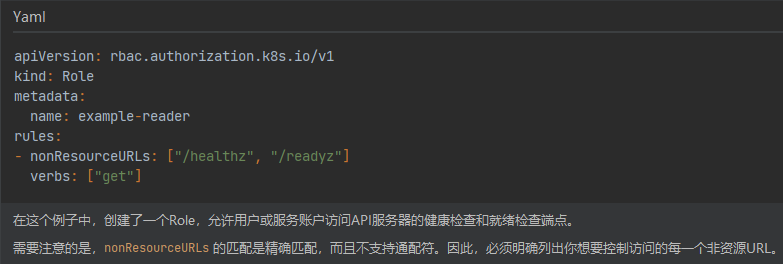 Yaml
apiVersion: rbac.authorization.k8s.io/v1
kind: Role
metadata:
  name: example-reader
rules:
- nonResourceURLs: ["/healthz", "/readyz"]
  verbs: ["get"]
在这个例子中，创建了一个Role，允许用户或服务账户访问API服务器的健康检查和就绪检查端点。
需要注意的是，nonResourceURLs 的匹配是精确匹配，而且不支持通配符。因此，必须明确列出你想要控制访问的每一个非资源URL。